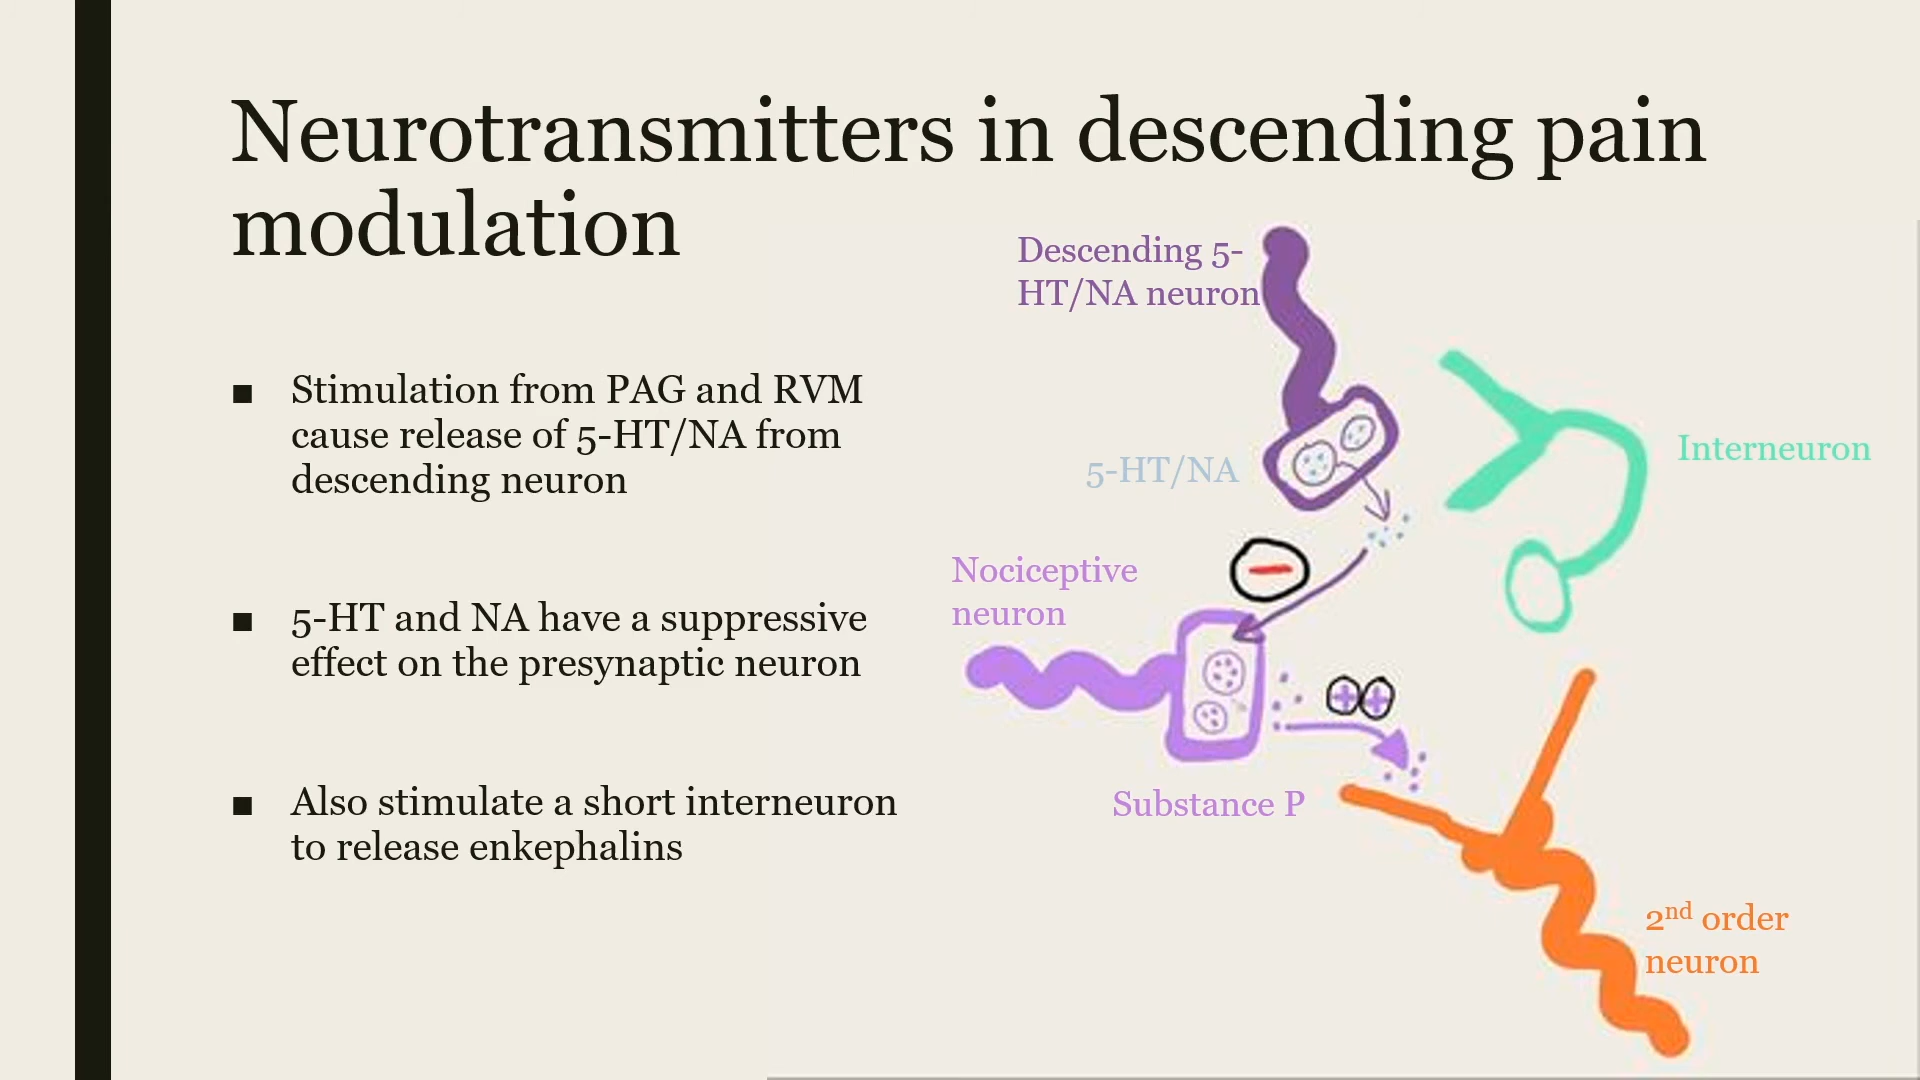 Neurotransmitters in descending pain
modulation
■ Stimulation from PAG and RVM
cause release of 5-HT/NA from
descending neuron
■ 5-HT and NA have a suppressive
effect on the presynaptic neuron
■ Also stimulate a short interneuron
to release enkephalins
Descending 5-
HT/NA neuron
Interneuron
5-HT/NA
Nociceptive
neuron
Substance P
2nd order
neuron